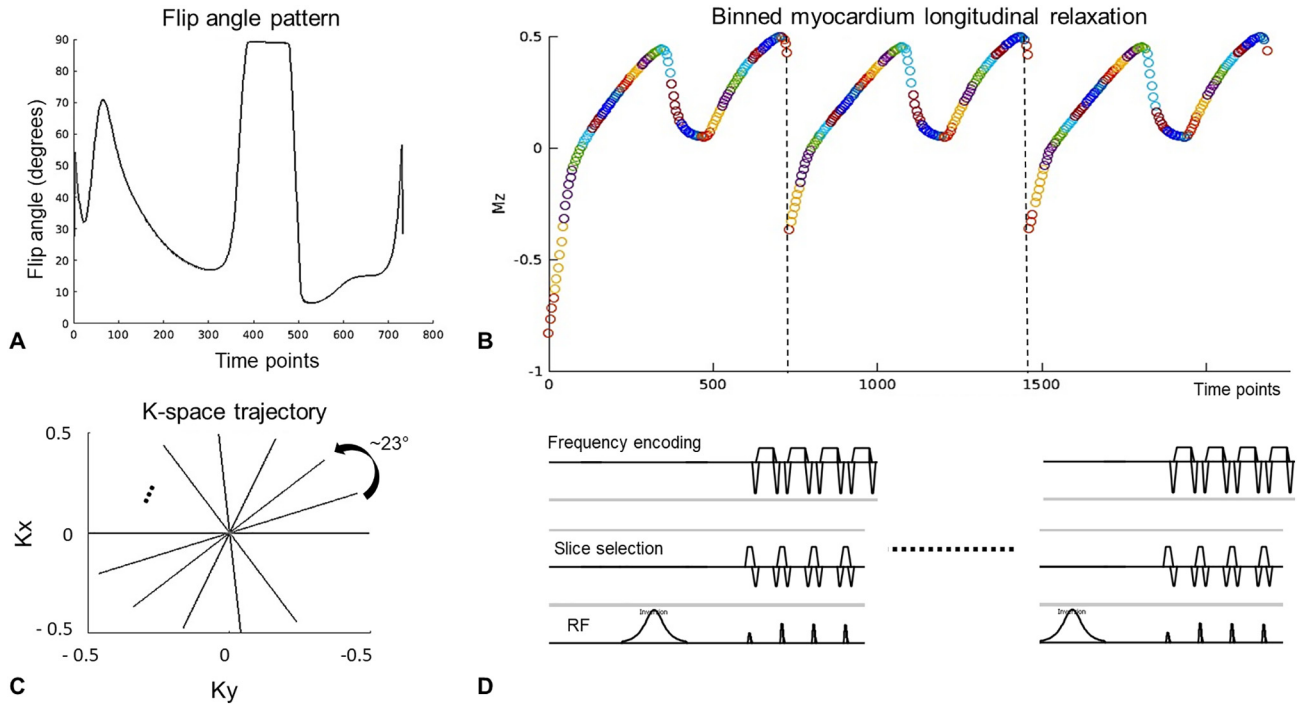 Flip angle pattern
Flip angle (degrees)
90
80
70
60
50
40
30
20
10
0
0 100 200 300 400 500 600 700 800
Time points
A
Binned myocardium longitudinal relaxation
Mz
0.5
0
-0.5
-1
0 500 1000 1500 Time points
B
K-space trajectory
Kx
0.5
0
- 0.5
~23°
- 0.5 0 -0.5
Ky
C
Frequency encoding
Slice selection
RF
Inversion
Inversion
D